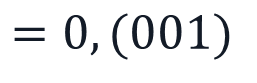 = 0, (001)